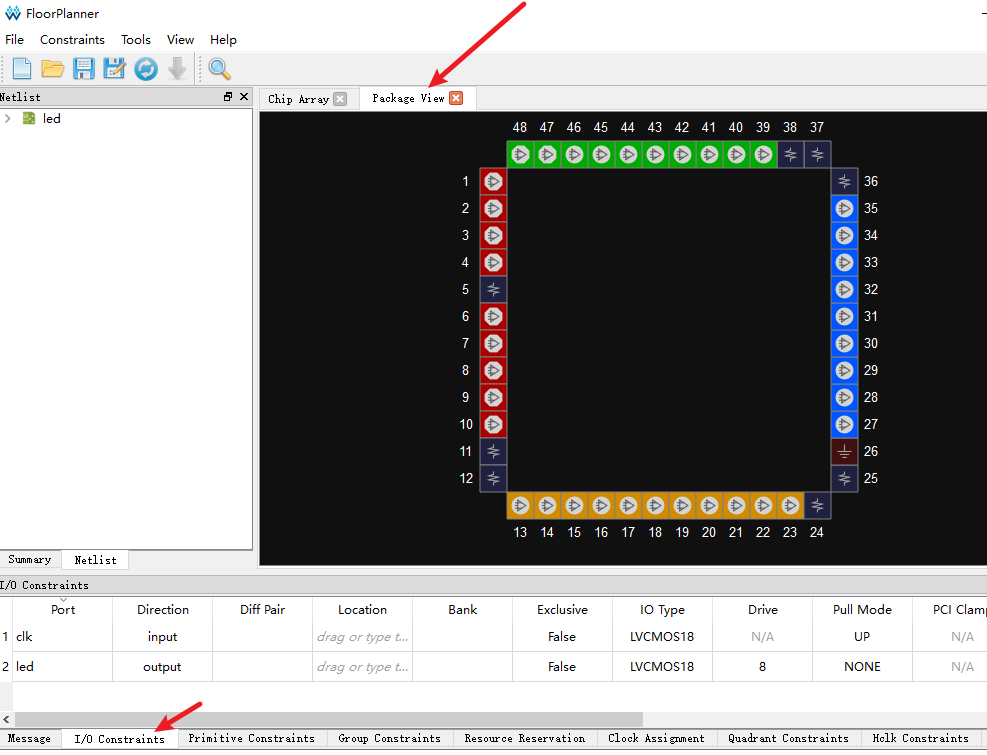 FloorPlanner
File Constraints Tools View Help
Netlist
led
Chip Array Package View
48 47 46 45 44 43 42 41 40 39 38 37
1 36
2 35
3 34
4 33
5 32
6 31
7 30
8 29
9 28
10 27
11 26
12 25
13 14 15 16 17 18 19 20 21 22 23 24
Summary Netlist
I/O Constraints
Port Direction Diff Pair Location Bank Exclusive IO Type Drive Pull Mode PCI Clamp
1 clk input drag or type t... False LVCMOS18 N/A UP N/A
2 led output drag or type t... False LVCMOS18 8 NONE N/A
Message I/O Constraints Primitive Constraints Group Constraints Resource Reservation Clock Assignment Quadrant Constraints Hclk Constraints